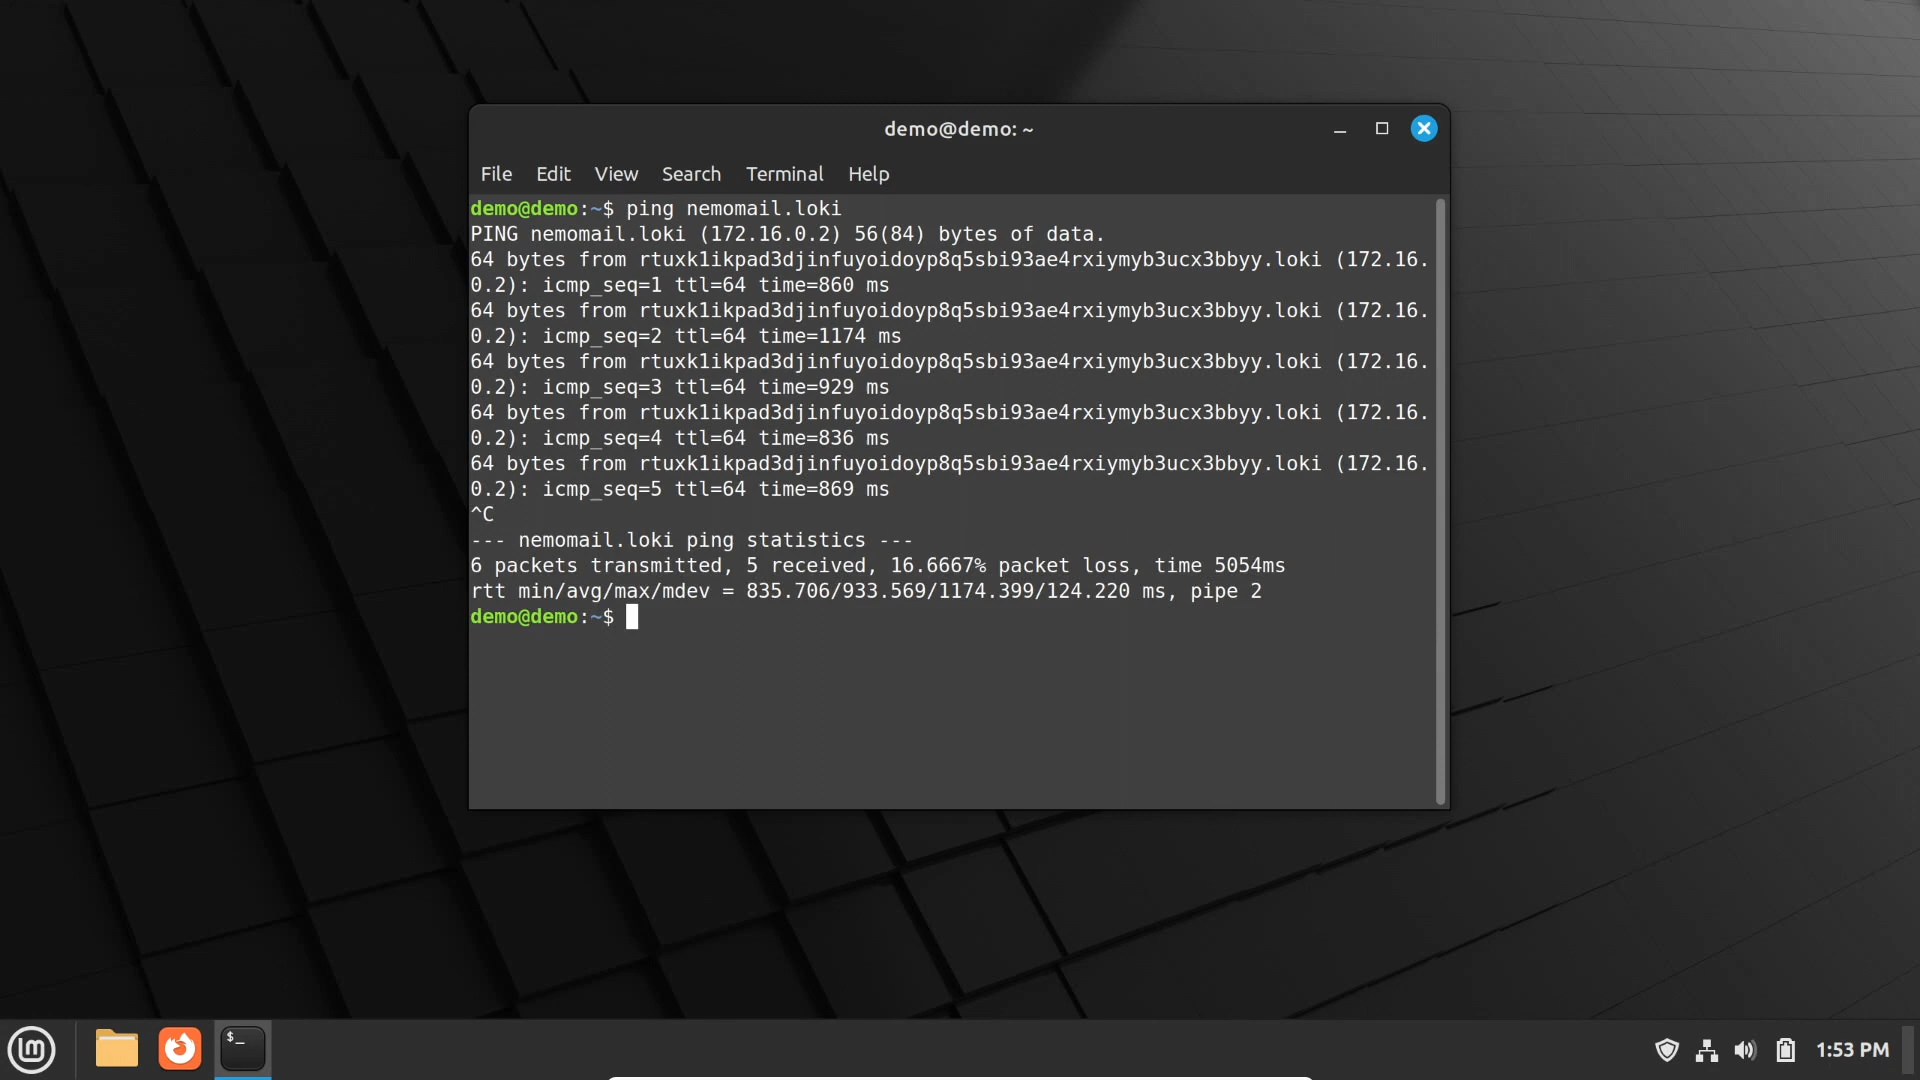 demo@demo: ~
File Edit View Search Terminal Help
demo@demo:~$ ping nemomail.loki
PING nemomail.loki (172.16.0.2) 56(84) bytes of data.
64 bytes from rtuxk1ikpad3djinfuyoidoyp8q5sbi93ae4rxiymyb3ucx3bbyy.loki (172.16.
0.2): icmp_seq=1 ttl=64 time=860 ms
64 bytes from rtuxk1ikpad3djinfuyoidoyp8q5sbi93ae4rxiymyb3ucx3bbyy.loki (172.16.
0.2): icmp_seq=2 ttl=64 time=1174 ms
64 bytes from rtuxk1ikpad3djinfuyoidoyp8q5sbi93ae4rxiymyb3ucx3bbyy.loki (172.16.
0.2): icmp_seq=3 ttl=64 time=929 ms
64 bytes from rtuxk1ikpad3djinfuyoidoyp8q5sbi93ae4rxiymyb3ucx3bbyy.loki (172.16.
0.2): icmp_seq=4 ttl=64 time=836 ms
64 bytes from rtuxk1ikpad3djinfuyoidoyp8q5sbi93ae4rxiymyb3ucx3bbyy.loki (172.16.
0.2): icmp_seq=5 ttl=64 time=869 ms
^C
--- nemomail.loki ping statistics ---
6 packets transmitted, 5 received, 16.6667% packet loss, time 5054ms
rtt min/avg/max/mdev = 835.706/933.569/1174.399/124.220 ms, pipe 2
demo@demo:~$
$_
1:53 PM